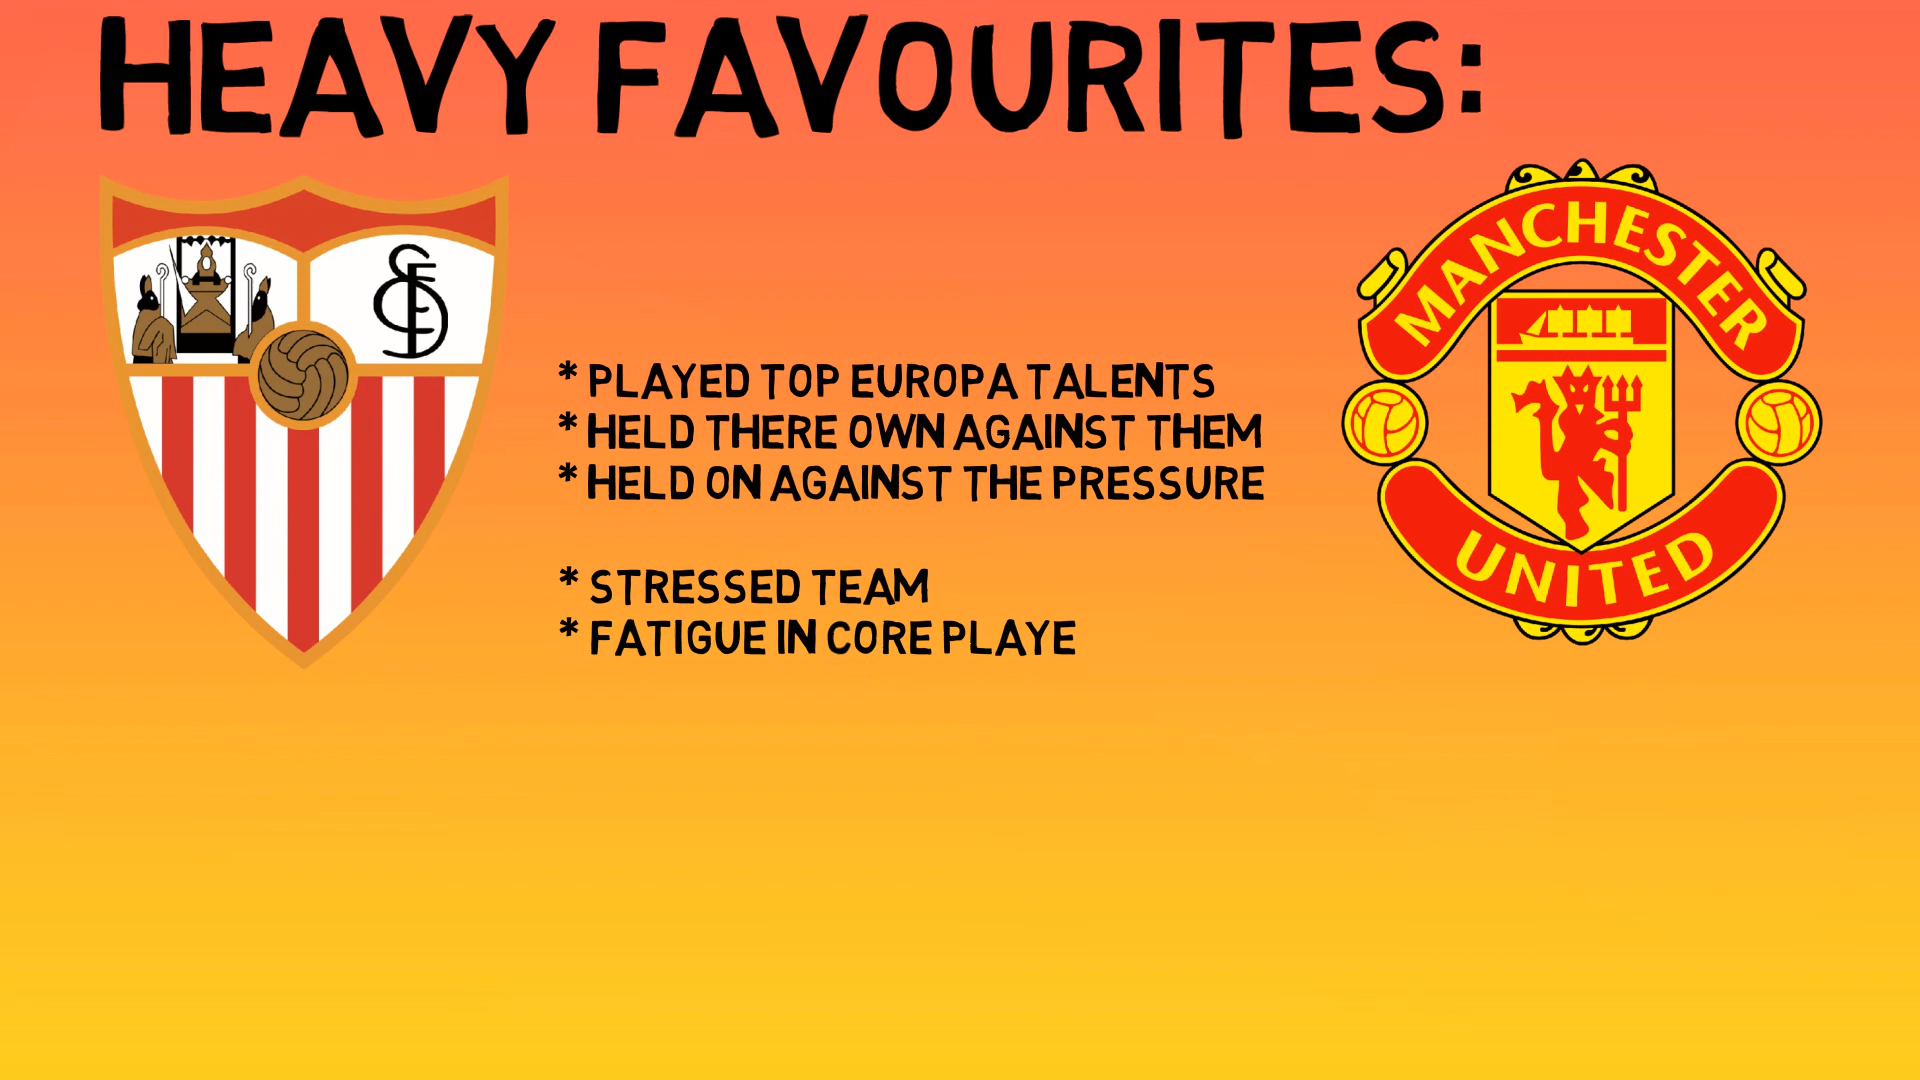 HEAVY FAVOURITES:
MANCHESTER
* PLAYED TOP EUROPA TALENTS
* HELD THERE OWN AGAINST THEM
* HELD ON AGAINST THE PRESSURE
* STRESSED TEAM
* FATIGUE IN CORE PLAYE
UNITED